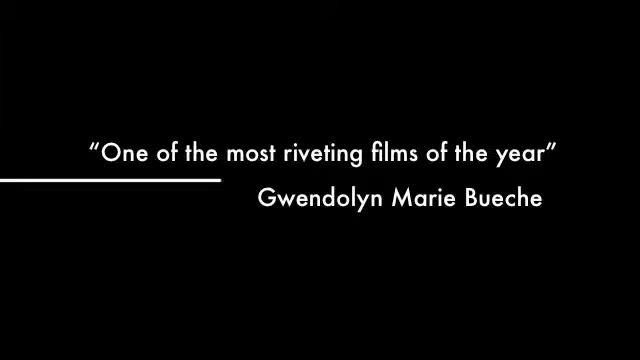 “One of the most riveting films of the year”
Gwendolyn Marie Bueche